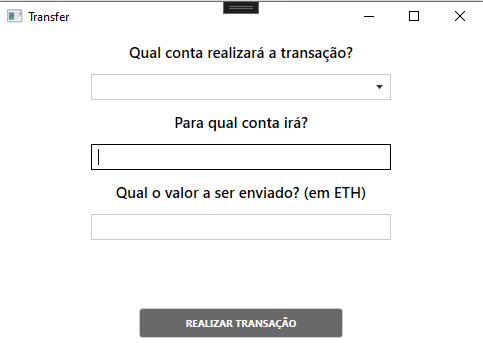 Transfer
Qual conta realizará a transação?
Para qual conta irá?
Qual o valor a ser enviado? (em ETH)
REALIZAR TRANSAÇÃO